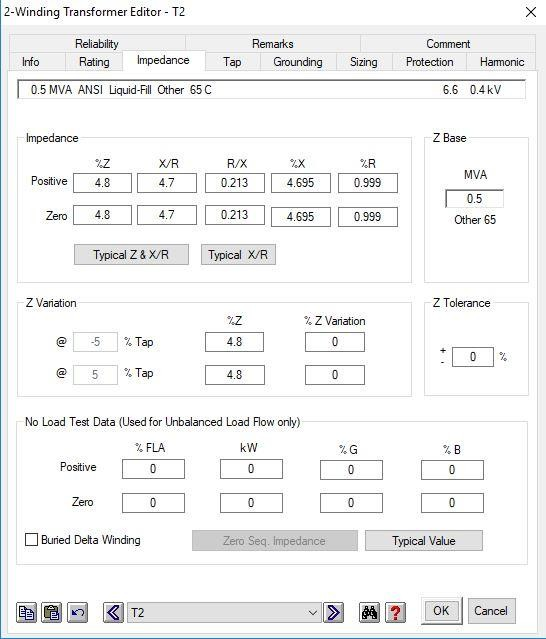 2-Winding Transformer Editor - T2
Reliability Remarks Comment
Info Rating Impedance Tap Grounding Sizing Protection Harmonic
0.5 MVA ANSI Liquid-Fill Other 65 C 6.6 0.4 kV
Impedance
%Z X/R R/X %X %R
Positive 4.8 4.7 0.213 4.695 0.999
Zero 4.8 4.7 0.213 4.695 0.999
Typical Z & X/R Typical X/R
Z Base
MVA
0.5
Other 65
Z Variation
%Z % Z Variation
@ -5 % Tap 4.8 0
@ 5 % Tap 4.8 0
Z Tolerance
+
- 0 %
No Load Test Data (Used for Unbalanced Load Flow only)
% FLA kW % G % B
Positive 0 0 0 0
Zero 0 0 0 0
Buried Delta Winding Zero Seq. Impedance Typical Value
T2 ? OK Cancel